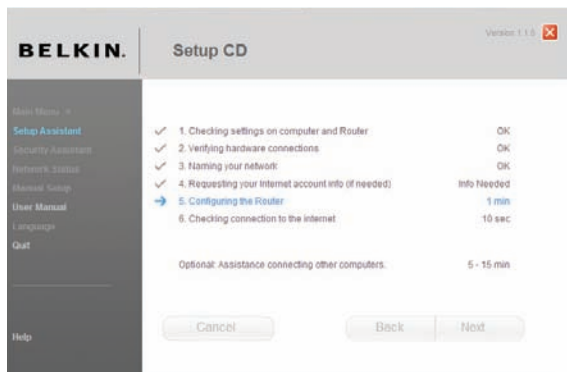 BELKIN.
Setup CD
Version 1.1.0
Main Menu >
Setup Assistant
Security Assistant
Network Status
Manual Setup
User Manual
Language
Quit
Help
✓ 1. Checking settings on computer and Router OK
✓ 2. Verifying hardware connections OK
✓ 3. Naming your network OK
✓ 4. Requesting your Internet account info (if needed) Info Needed
→ 5. Configuring the Router 1 min
6. Checking connection to the internet 10 sec
Optional: Assistance connecting other computers. 5 - 15 min
Cancel
Back
Next